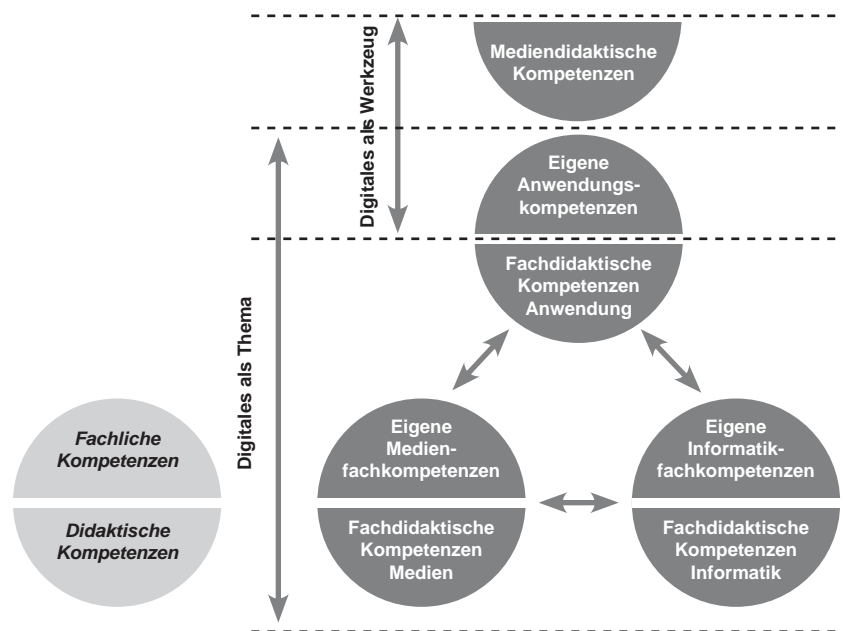 Digitales als Werkzeug
Mediendidaktische
Kompetenzen
Eigene
Anwendungs-
kompetenzen
Fachdidaktische
Kompetenzen
Anwendung
Digitales als Thema
Fachliche
Kompetenzen
Didaktische
Kompetenzen
Eigene
Medien-
fachkompetenzen
Fachdidaktische
Kompetenzen
Medien
Eigene
Informatik-
fachkompetenzen
Fachdidaktische
Kompetenzen
Informatik